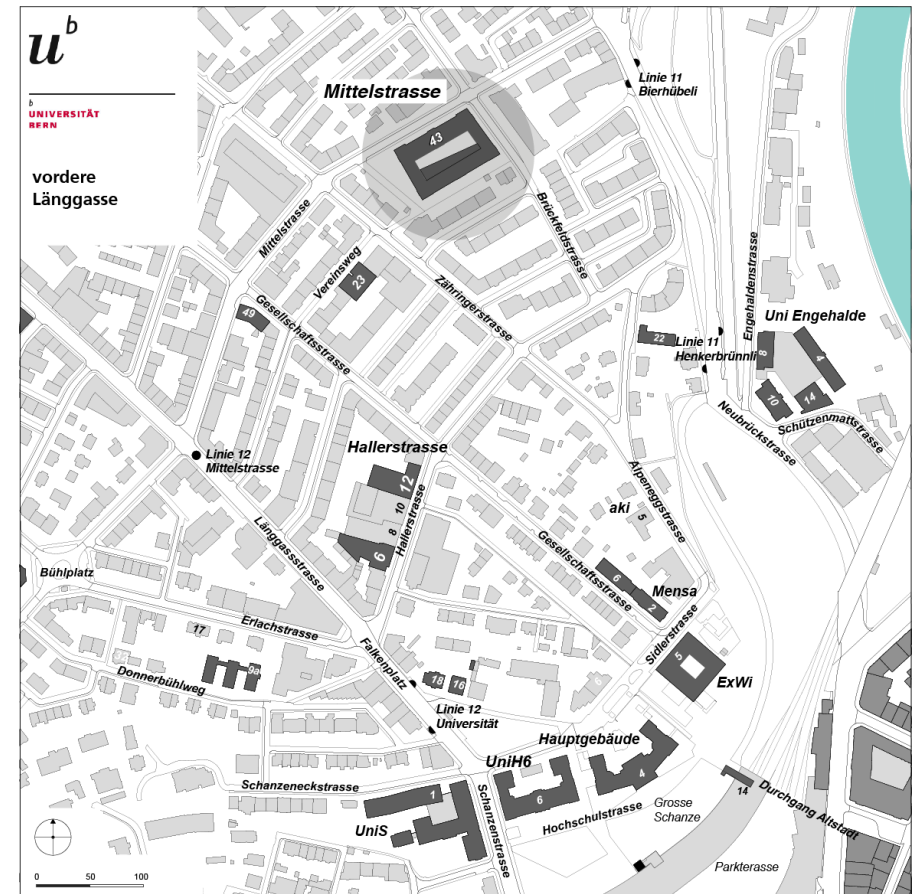 u
b
b
UNIVERSITÄT
BERN
vordere
Länggasse
Mittelstrasse
43
Linie 11
Bierhübeli
Mittelstrasse
Vereinsweg
23
Brückfeldstrasse
Zähringerstrasse
Engehaldenstrasse
49
Gesellschaftsstrasse
Uni Engehalde
22
Linie 11
Henkerbrünnli
8
4
10
14
Neubrückstrasse
Schützenmattstrasse
Linie 12
Mittelstrasse
Hallerstrasse
12
10
8
6
Hallerstrasse
Länggassstrasse
aki
5
Alpeneggstrasse
Gesellschaftsstrasse
6
2
Mensa
Bühlplatz
Erlachstrasse
17
37
9a
Donnerbühlweg
Falkenplatz
18
16
Sidlerstrasse
5
ExWi
6
Linie 12
Universität
Hauptgebäude
4
UniH6
6
Schanzeneckstrasse
1
UniS
Schanzenstrasse
Hochschulstrasse
Grosse
Schanze
14
Durchgang Altstadt
Parkterasse
0
50
100